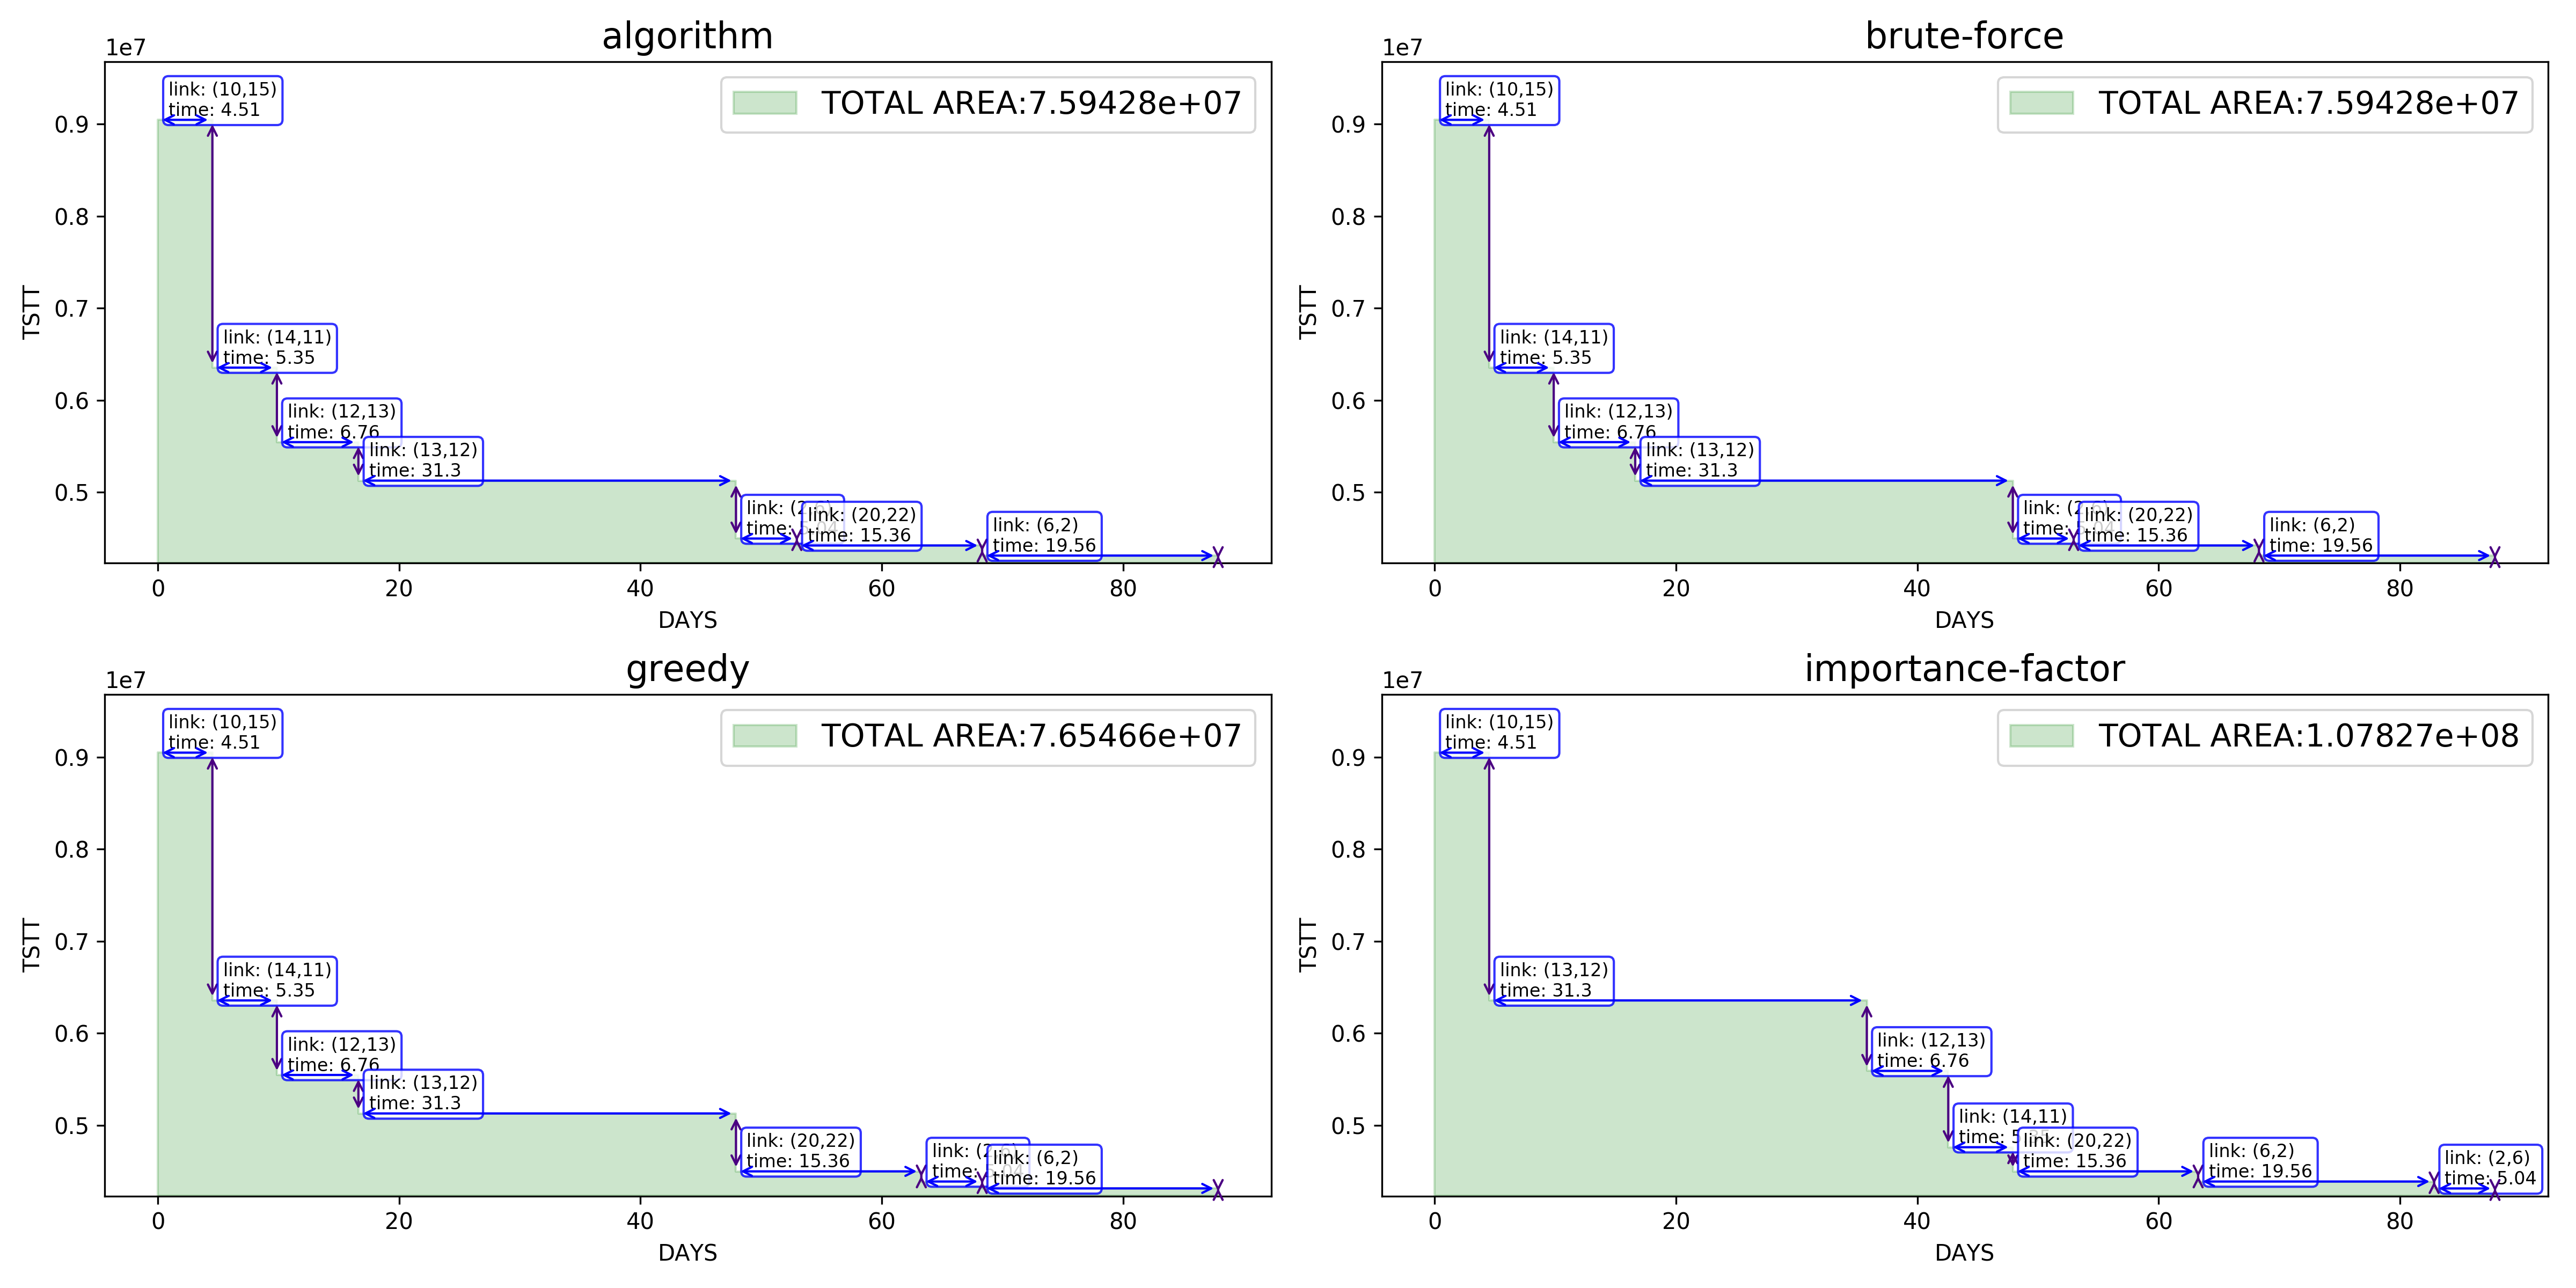 algorithm
1e7
TOTAL AREA:7.59428e+07
link: (10,15)
time: 4.51
link: (14,11)
time: 5.35
link: (12,13)
time: 6.76
link: (13,12)
time: 31.3
link:
time:
link: (20,22)
time: 15.36
link: (6,2)
time: 19.56
0.9
0.8
0.7
0.6
0.5
TSTT
0 20 40 60 80
DAYS
brute-force
1e7
TOTAL AREA:7.59428e+07
link: (10,15)
time: 4.51
link: (14,11)
time: 5.35
link: (12,13)
time: 6.76
link: (13,12)
time: 31.3
link:
time:
link: (20,22)
time: 15.36
link: (6,2)
time: 19.56
0.9
0.8
0.7
0.6
0.5
TSTT
0 20 40 60 80
DAYS
greedy
1e7
TOTAL AREA:7.65466e+07
link: (10,15)
time: 4.51
link: (14,11)
time: 5.35
link: (12,13)
time: 6.76
link: (13,12)
time: 31.3
link: (20,22)
time: 15.36
link:
time:
link: (6,2)
time: 19.56
0.9
0.8
0.7
0.6
0.5
TSTT
0 20 40 60 80
DAYS
importance-factor
1e7
TOTAL AREA:1.07827e+08
link: (10,15)
time: 4.51
link: (13,12)
time: 31.3
link: (12,13)
time: 6.76
link: (14,11)
time:
link: (20,22)
time: 15.36
link: (6,2)
time: 19.56
link: (2,6)
time: 5.04
0.9
0.8
0.7
0.6
0.5
TSTT
0 20 40 60 80
DAYS